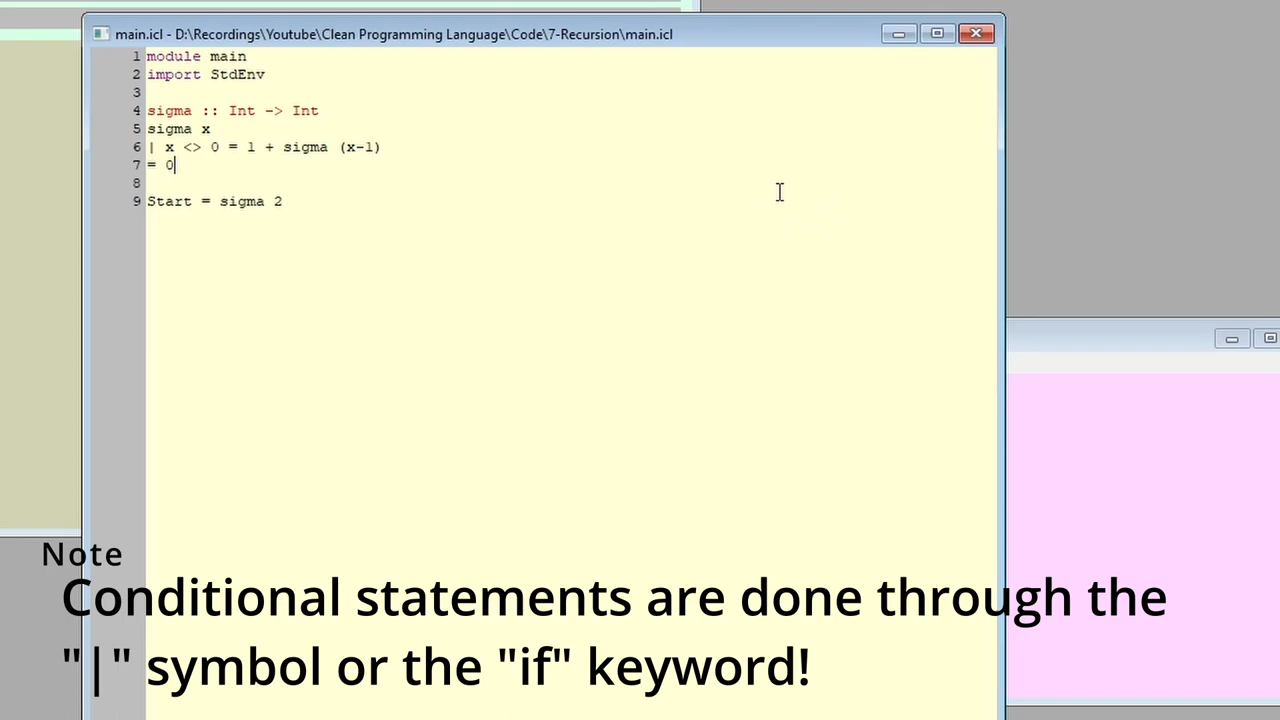 main.icl - D:\Recordings\Youtube\Clean Programming Language\Code\7-Recursion\main.icl
1 module main
2 import StdEnv
3
4 sigma :: Int -> Int
5 sigma x
6 | x <> 0 = 1 + sigma (x-1)
7 = 0
8
9 Start = sigma 2
Note
Conditional statements are done through the
"|" symbol or the "if" keyword!